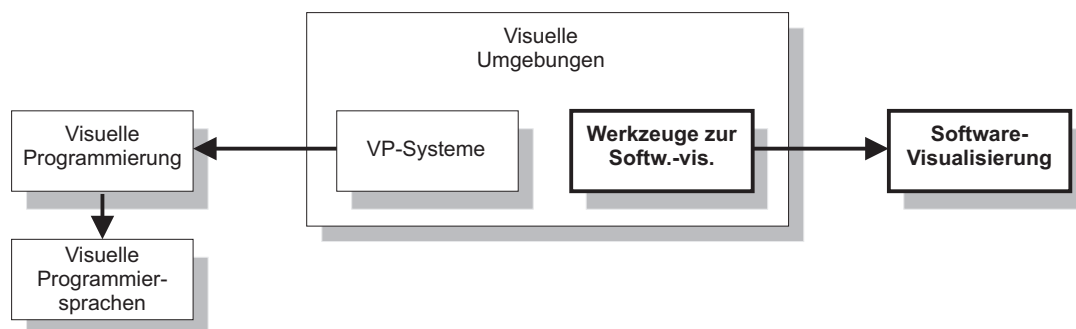 Visuelle
Umgebungen
Visuelle
Programmierung
VP-Systeme
Werkzeuge zur
Softw.-vis.
Software-
Visualisierung
Visuelle
Programmier-
sprachen